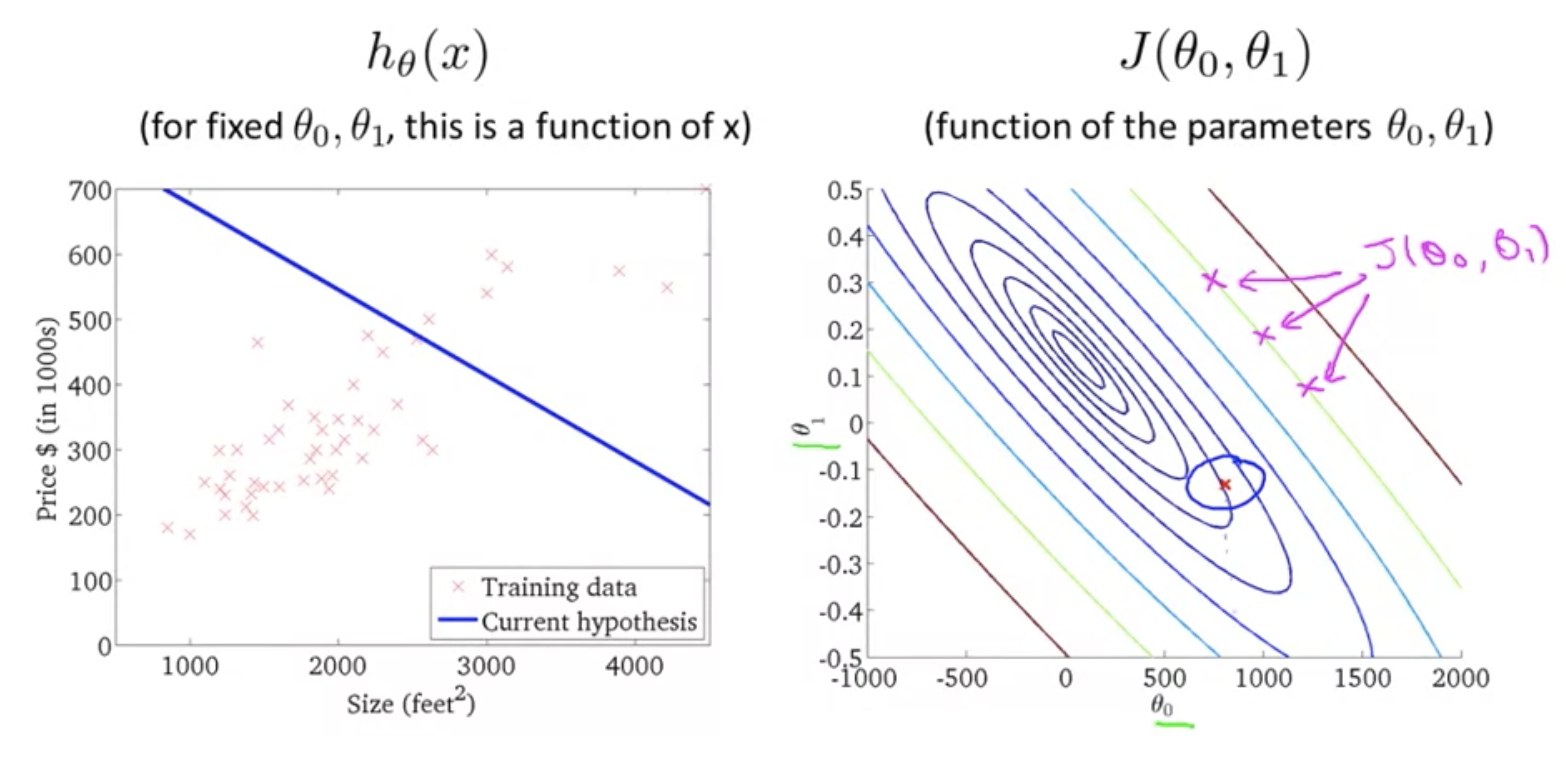 h_θ(x)
(for fixed θ₀, θ₁, this is a function of x)
Price $ (in 1000s)
700
600
500
400
300
200
100
0
1000 2000 3000 4000
Size (feet²)
Training data
Current hypothesis
J(θ₀, θ₁)
(function of the parameters θ₀, θ₁)
θ₁
0.5
0.4
0.3
0.2
0.1
0
-0.1
-0.2
-0.3
-0.4
-0.5
-1000 -500 0 500 1000 1500 2000
θ₀
J(θ₀, θ₁)